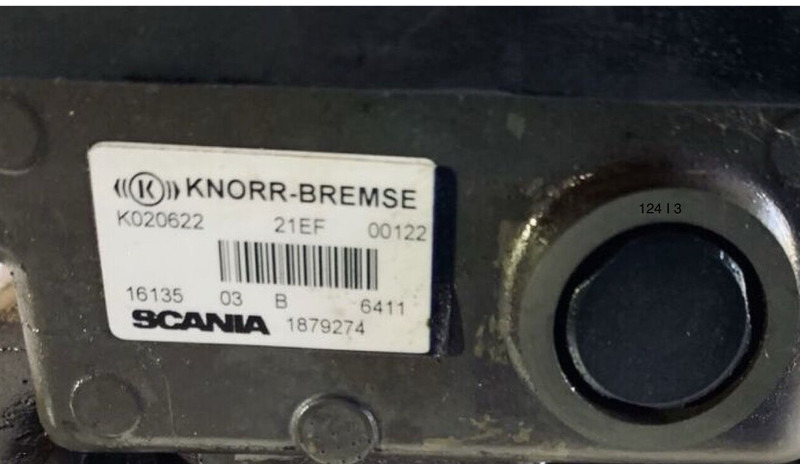 KNORR-BREMSE
K020622 21EF 00122
16135 03 B 6411
SCANIA 1879274
124 I 3